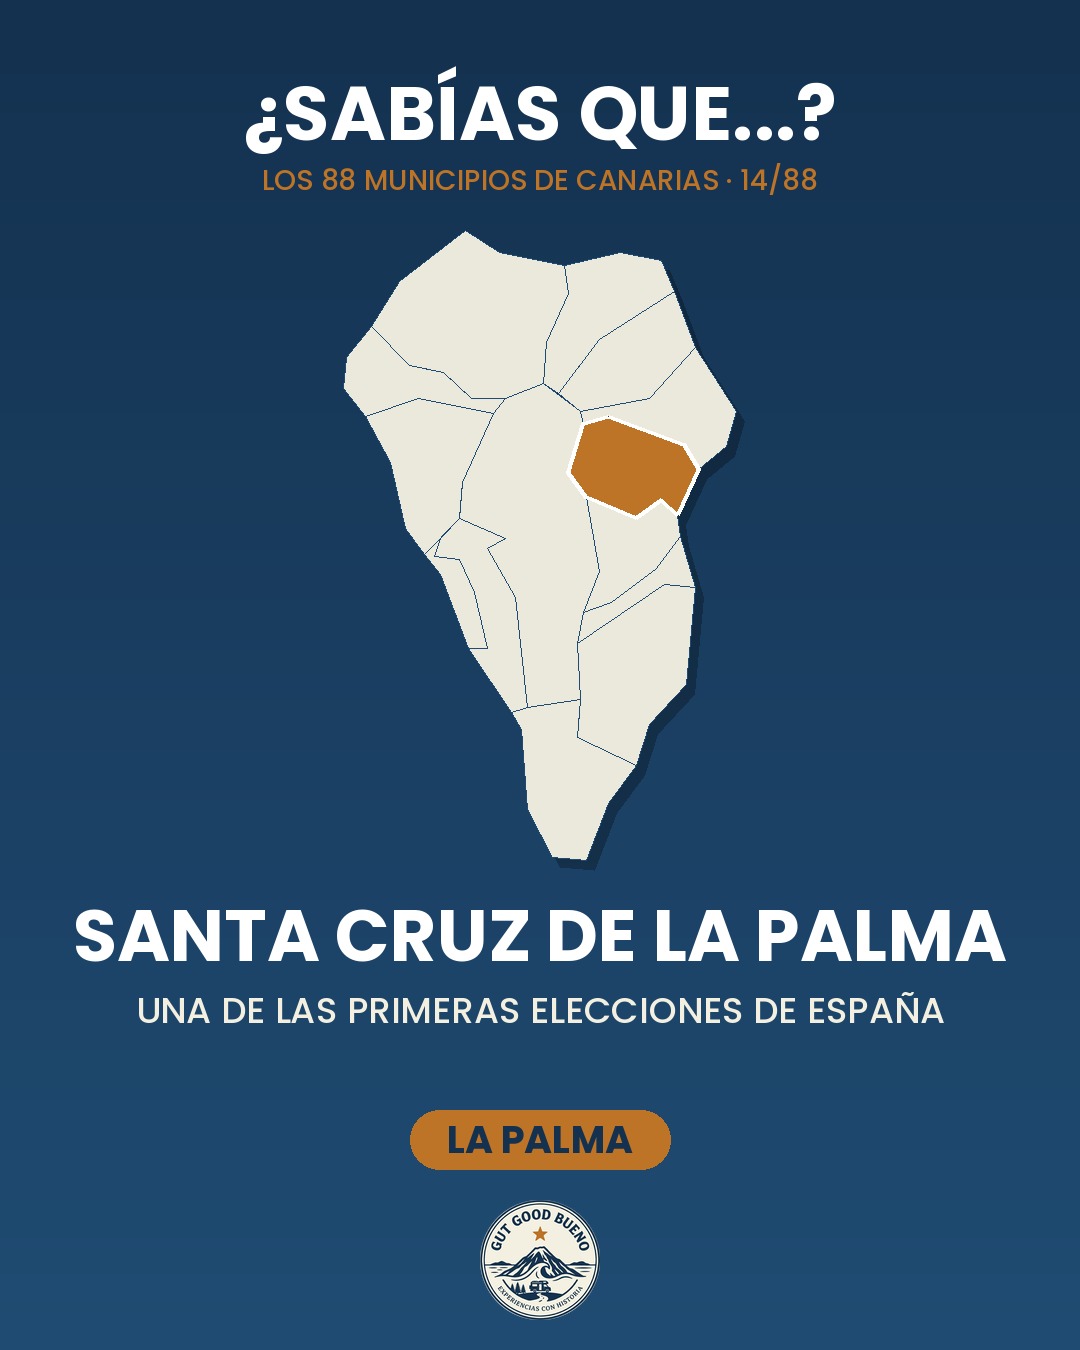 ¿SABÍAS QUE...?
LOS 88 MUNICIPIOS DE CANARIAS · 14/88
SANTA CRUZ DE LA PALMA
UNA DE LAS PRIMERAS ELECCIONES DE ESPAÑA
LA PALMA
GUT GOOD BUENO
EXPERIENCIAS CON HISTORIA